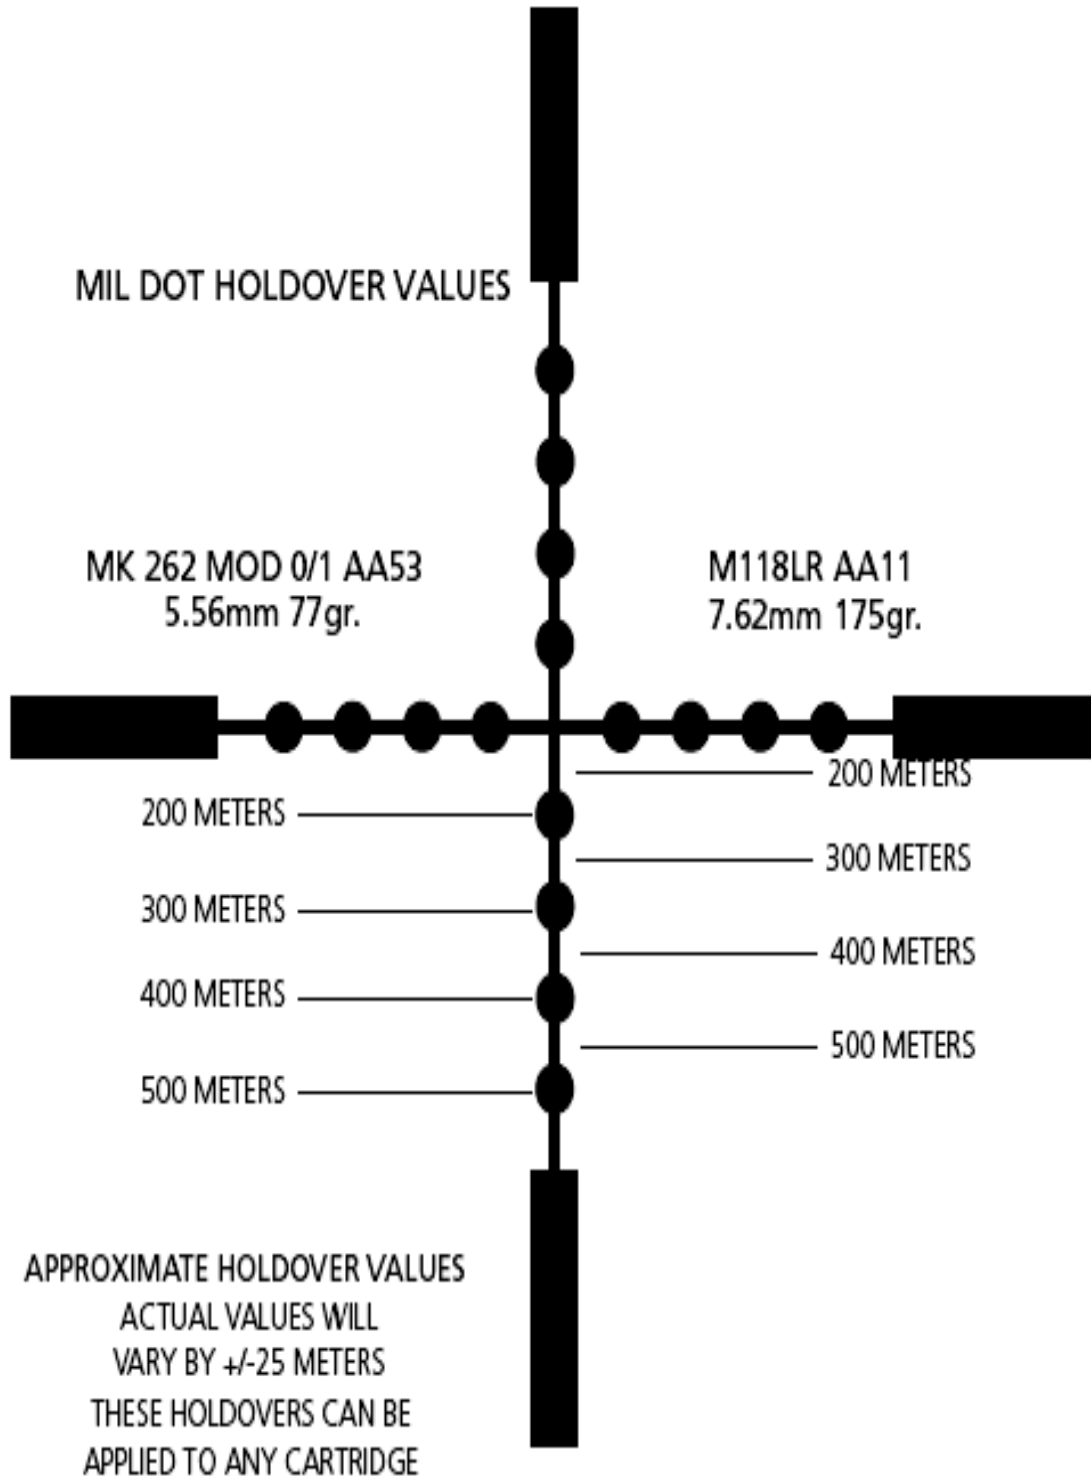 MIL DOT HOLDOVER VALUES
MK 262 MOD 0/1 AA53
5.56mm 77gr.
M118LR AA11
7.62mm 175gr.
200 METERS
300 METERS
400 METERS
500 METERS
200 METERS
300 METERS
400 METERS
500 METERS
APPROXIMATE HOLDOVER VALUES
ACTUAL VALUES WILL
VARY BY +/-25 METERS
THESE HOLDOVERS CAN BE
APPLIED TO ANY CARTRIDGE